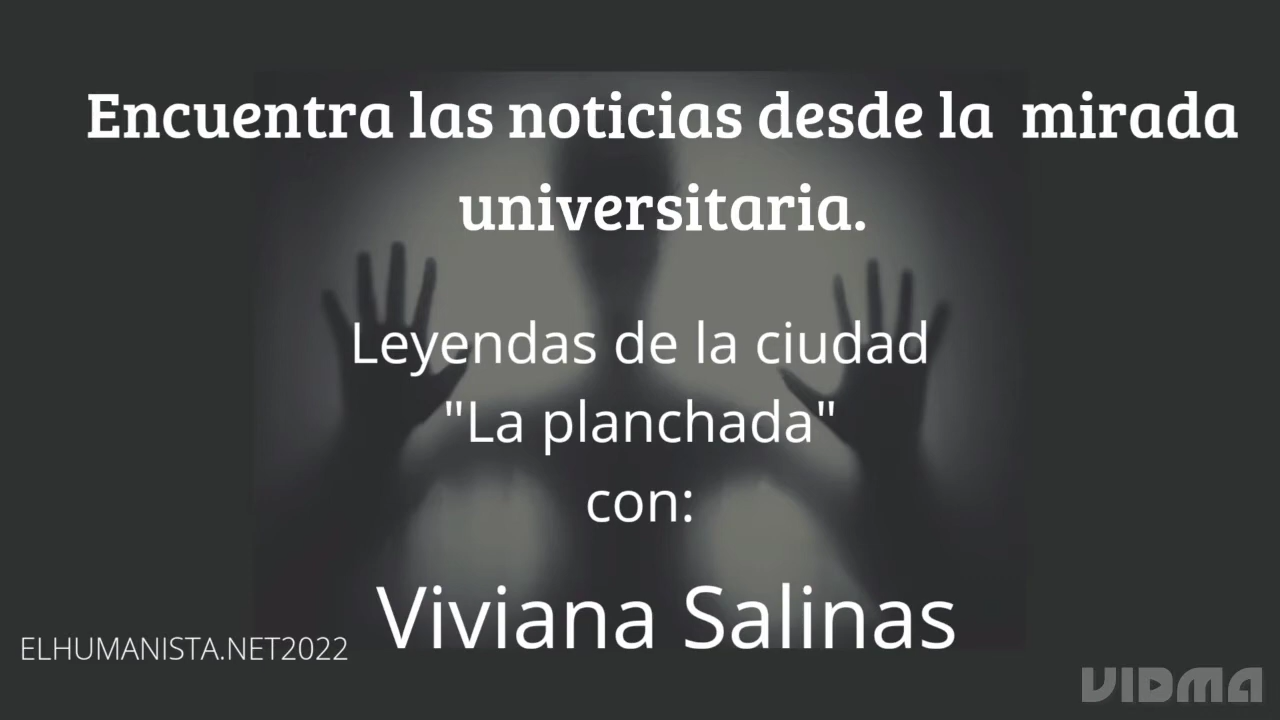 Encuentra las noticias desde la mirada
universitaria.
Leyendas de la ciudad
"La planchada"
con:
Viviana Salinas
ELHUMANISTA.NET2022
VIDMA